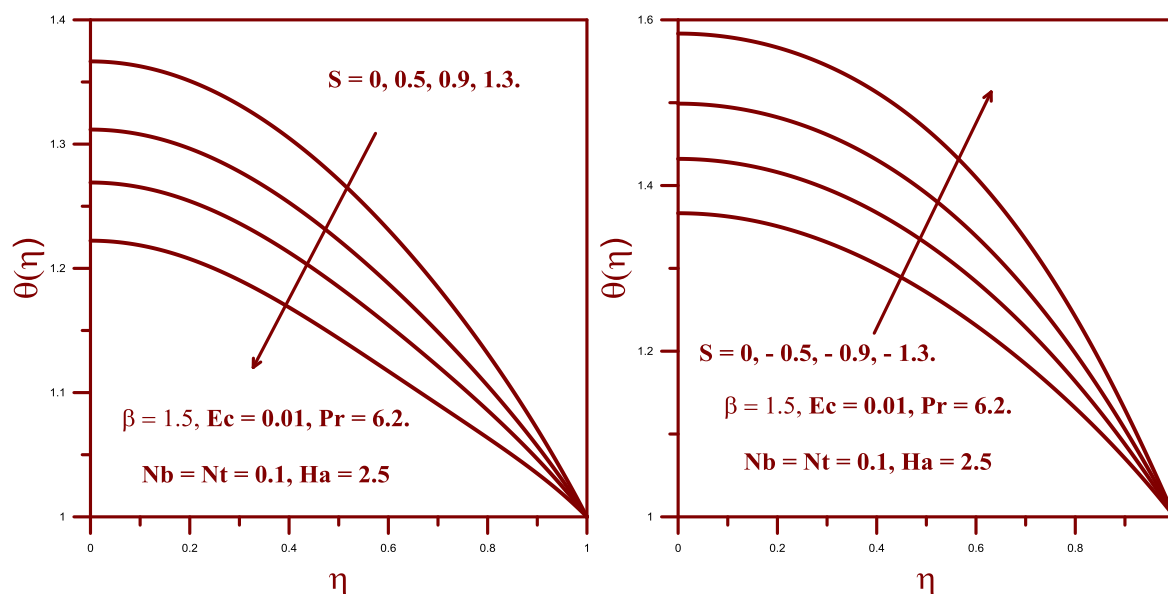 1.4
S = 0, 0.5, 0.9, 1.3.
1.3
θ(η)
1.2
1.1
β = 1.5, Ec = 0.01, Pr = 6.2.
Nb = Nt = 0.1, Ha = 2.5
1
0 0.2 0.4 0.6 0.8 1
η
1.6
1.4
θ(η)
1.2
S = 0, - 0.5, - 0.9, - 1.3.
β = 1.5, Ec = 0.01, Pr = 6.2.
Nb = Nt = 0.1, Ha = 2.5
1
0 0.2 0.4 0.6 0.8
η